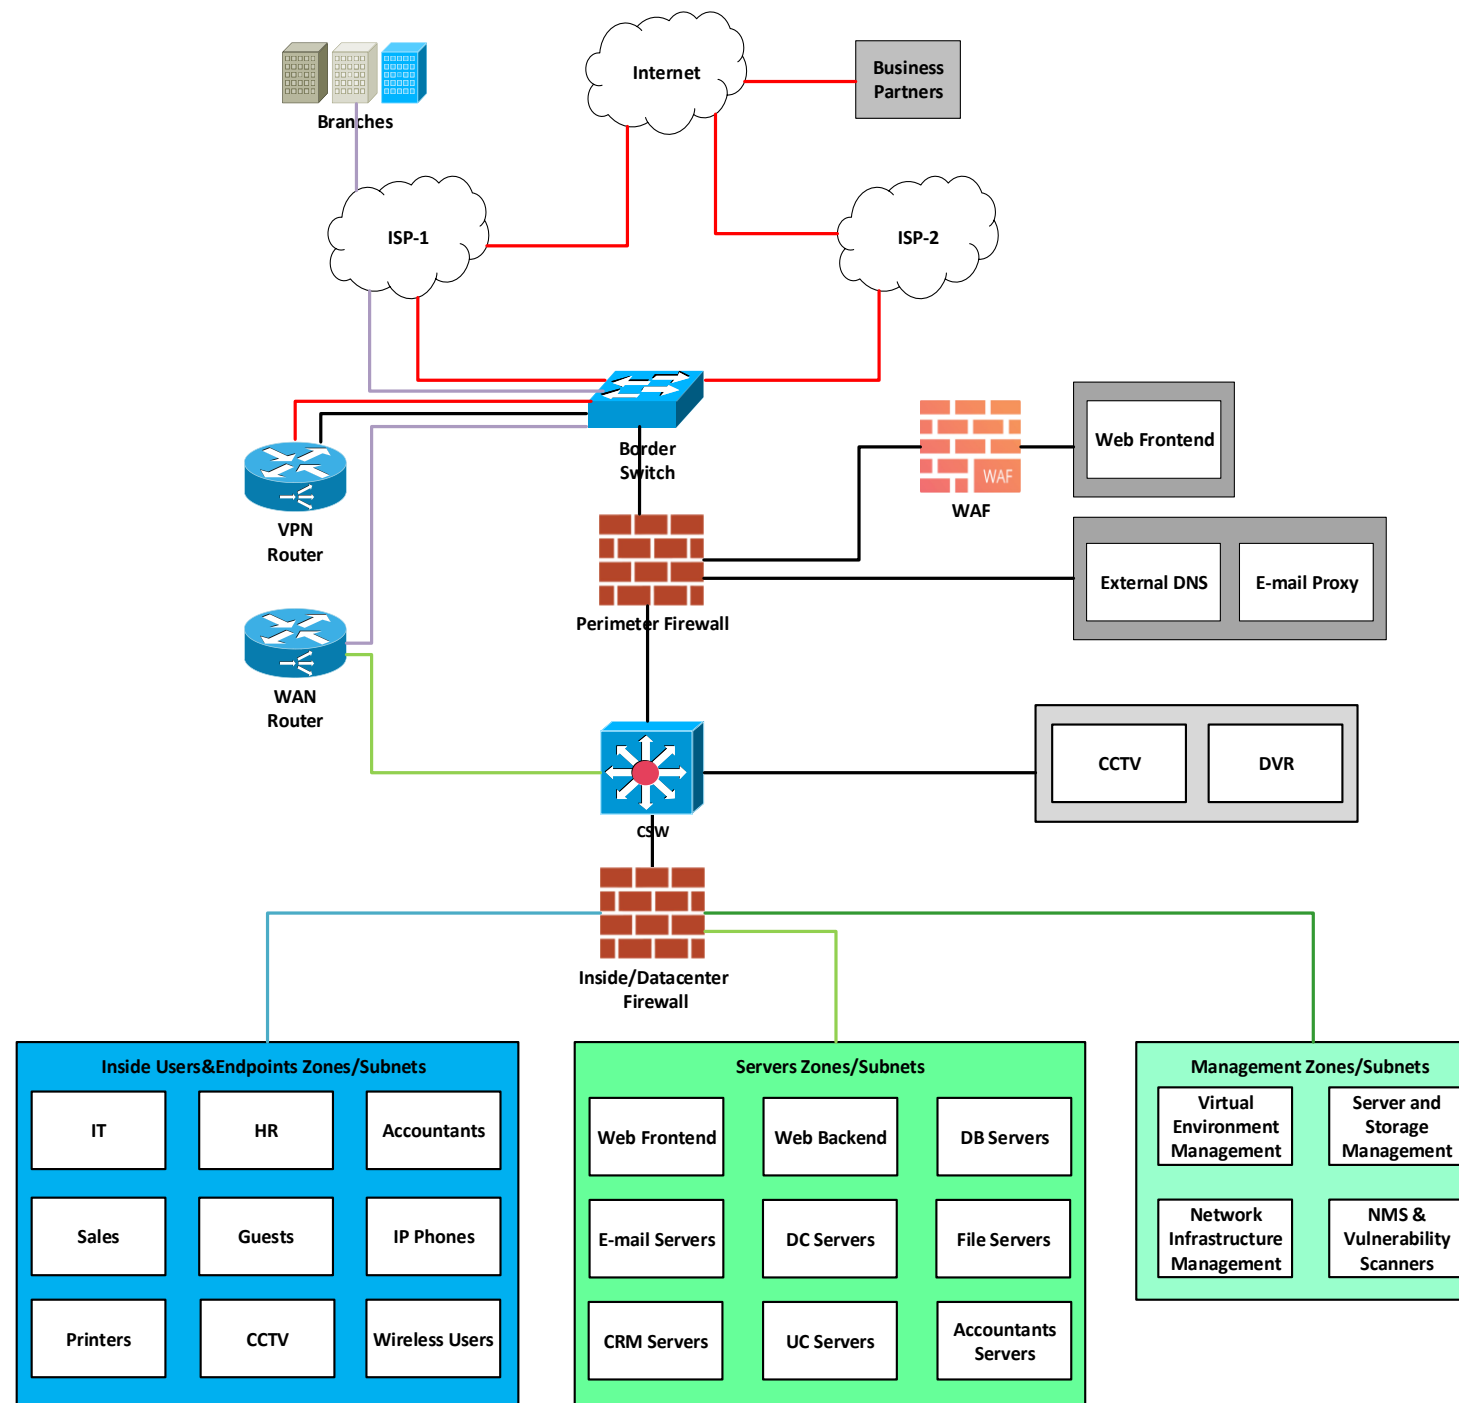 Internet
Business
Partners
Branches
ISP-1
ISP-2
Border
Switch
Web Frontend
WAF
WAF
VPN
Router
External DNS
E-mail Proxy
Perimeter Firewall
WAN
Router
CCTV
DVR
CSW
Inside/Datacenter
Firewall
Inside Users&Endpoints Zones/Subnets
IT
HR
Accountants
Sales
Guests
IP Phones
Printers
CCTV
Wireless Users
Servers Zones/Subnets
Web Frontend
Web Backend
DB Servers
E-mail Servers
DC Servers
File Servers
CRM Servers
UC Servers
Accountants
Servers
Management Zones/Subnets
Virtual
Environment
Management
Server and
Storage
Management
Network
Infrastructure
Management
NMS &
Vulnerability
Scanners